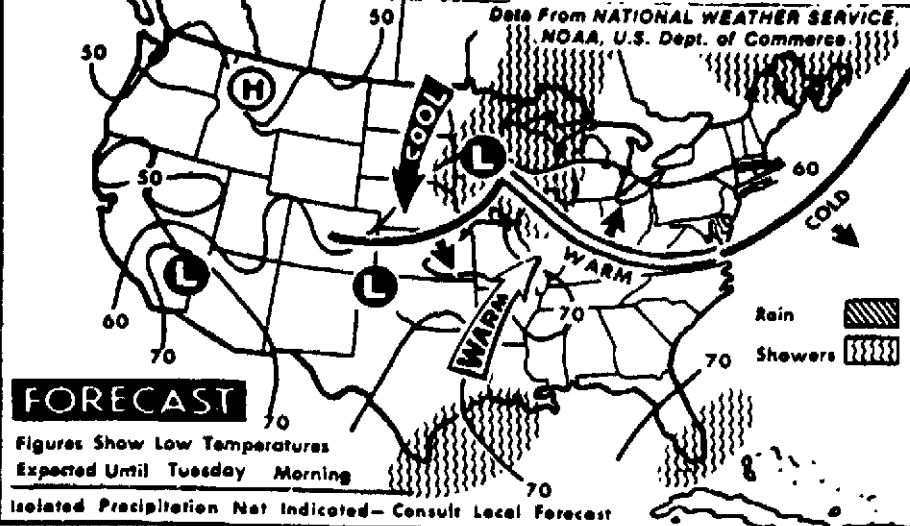 Data From NATIONAL WEATHER SERVICE,
NOAA, U.S. Dept. of Commerce
50
50
H
COOL
L
50
60
COLD
L
L
WARM
WARM
60
70
70
70
70
70
Rain
Showers
FORECAST
Figures Show Low Temperatures
Expected Until Tuesday Morning
Isolated Precipitation Not Indicated— Consult Local Forecast